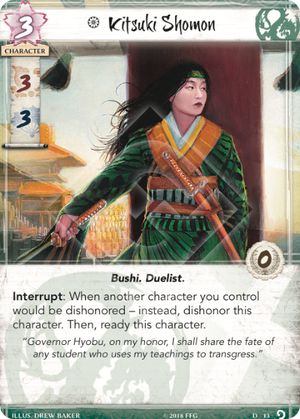 3
Kitsuki Shomon
CHARACTER
3
3
0
Bushi. Duelist.
Interrupt: When another character you control
would be dishonored – instead, dishonor this
character. Then, ready this character.
“Governor Hyobu, on my honor, I shall share the fate of
any student who uses my teachings to transgress.”
ILLUS. DREW BAKER
©2018 FFG
D 13